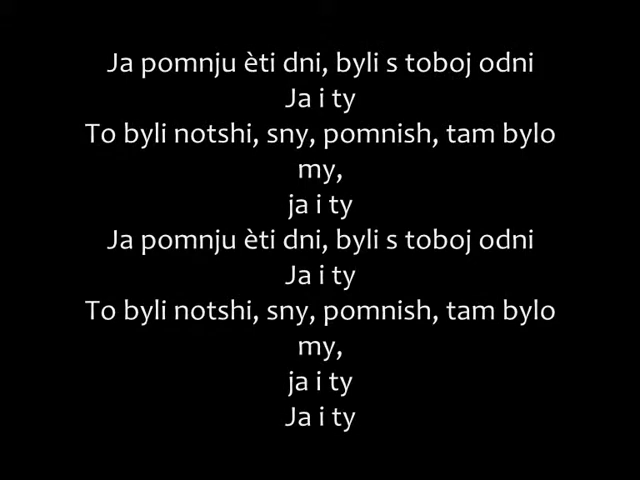 Ja pomnju èti dni, byli s toboj odni
Ja i ty
To byli notshi, sny, pomnish, tam bylo
my,
ja i ty
Ja pomnju èti dni, byli s toboj odni
Ja i ty
To byli notshi, sny, pomnish, tam bylo
my,
ja i ty
Ja i ty